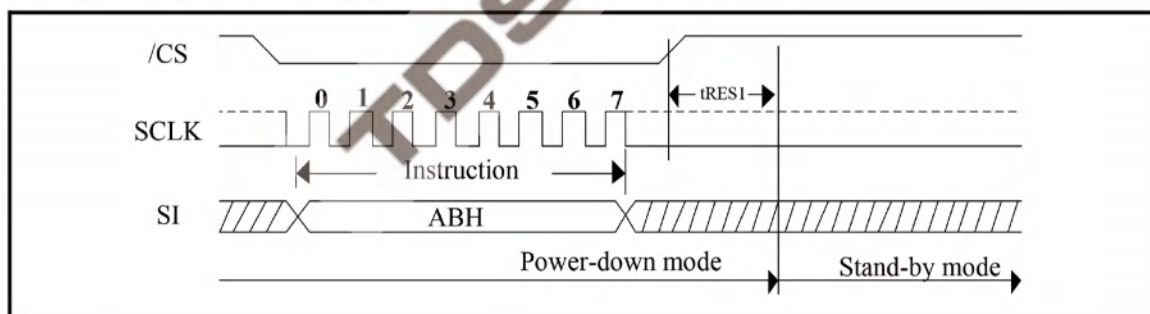 /CS
tRES1
0 1 2 3 4 5 6 7
SCLK
Instruction
SI
ABH
Power-down mode
Stand-by mode
TDS